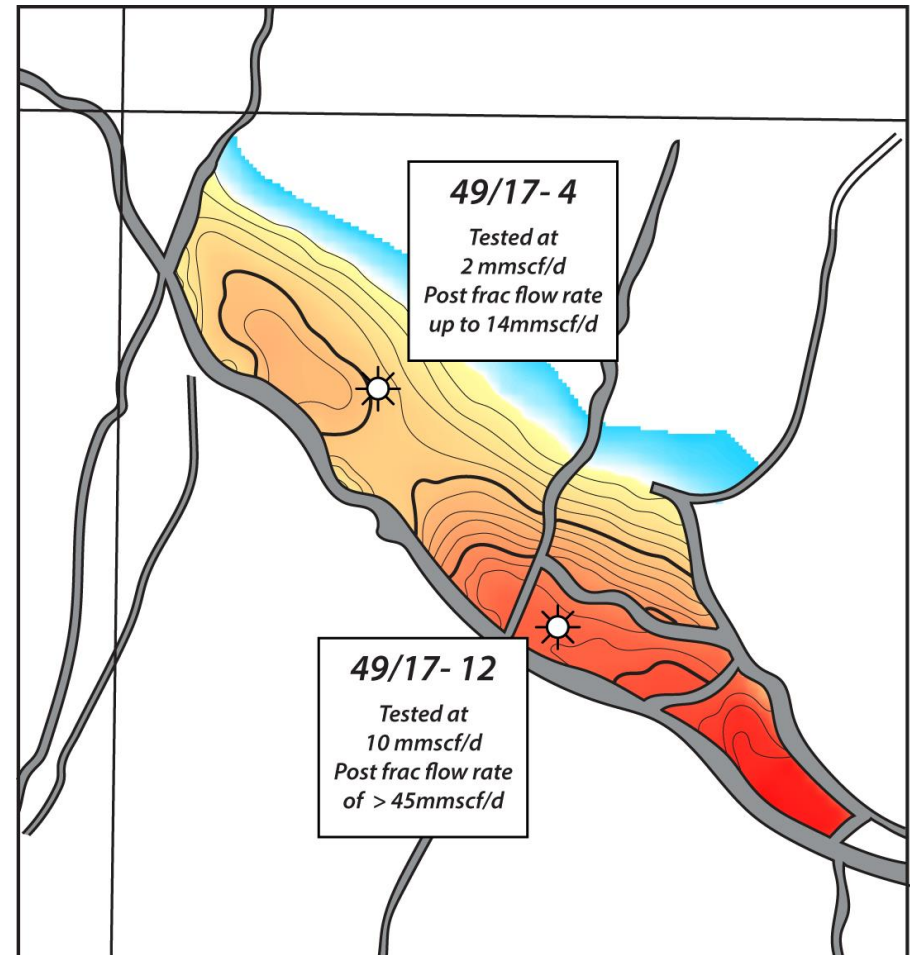 49/17- 4
Tested at
2 mmscf/d
Post frac flow rate
up to 14mmscf/d
49/17- 12
Tested at
10 mmscf/d
Post frac flow rate
of > 45mmscf/d